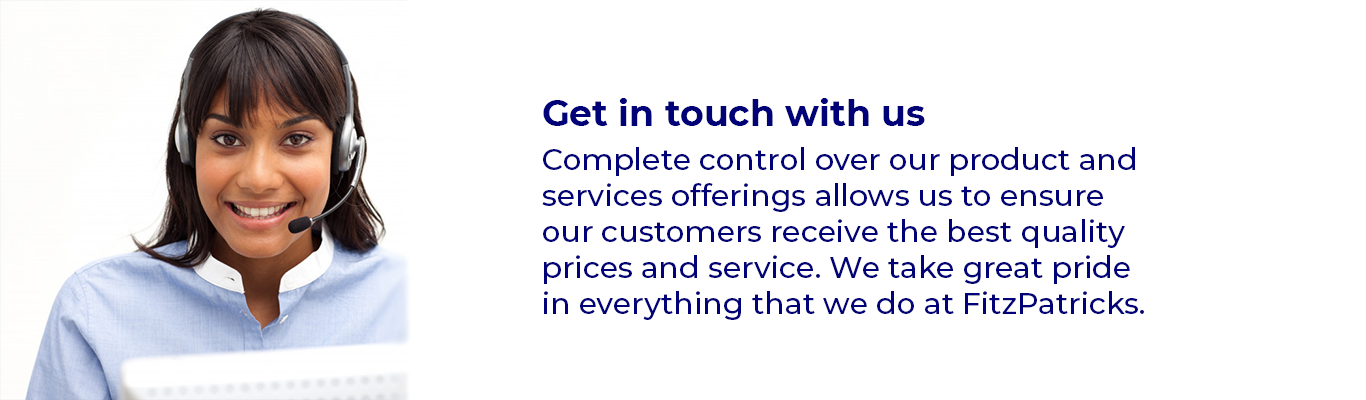 Get in touch with us
Complete control over our product and
services offerings allows us to ensure
our customers receive the best quality
prices and service. We take great pride
in everything that we do at FitzPatricks.